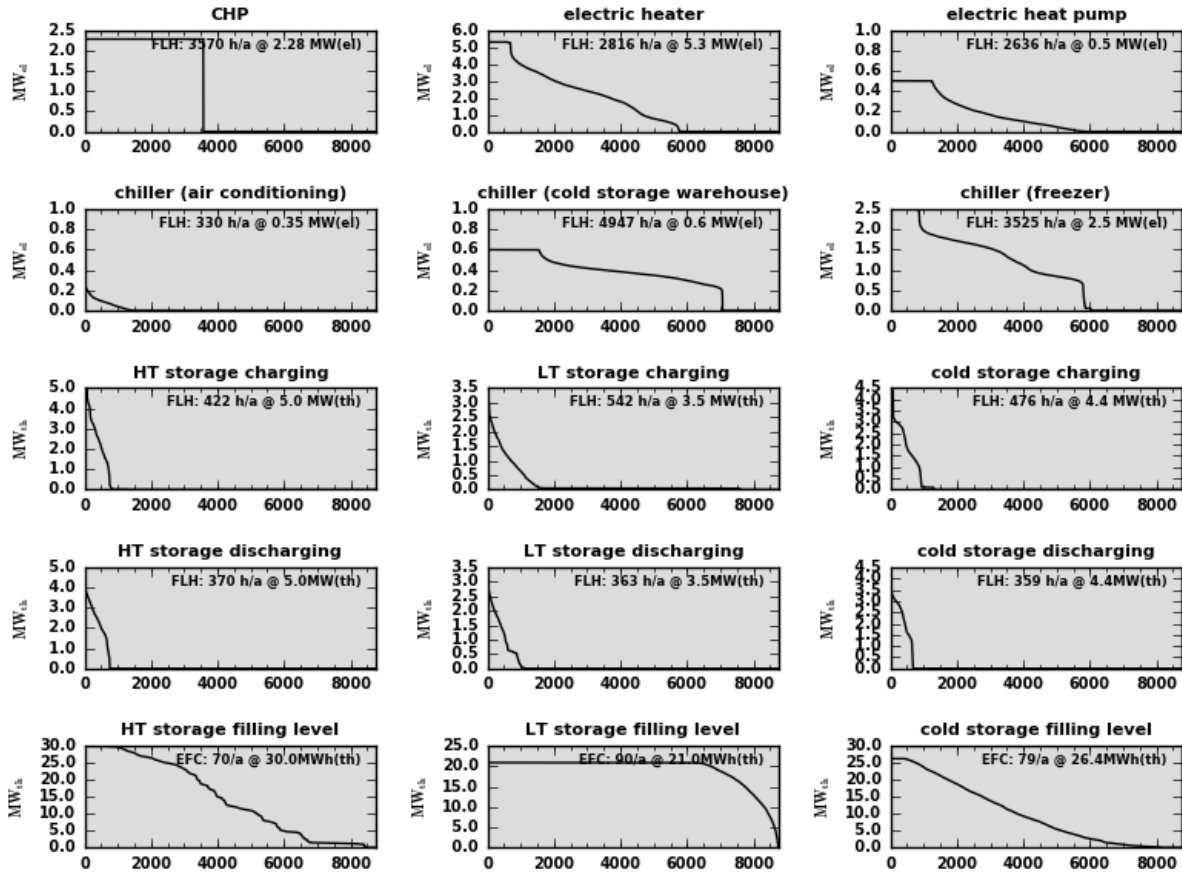 CHP
electric heater
electric heat pump
2.5
2.0
1.5
1.0
0.5
0.0
MWel
FLH: 3570 h/a @ 2.28 MW(el)
0 2000 4000 6000 8000
6.0
5.0
4.0
3.0
2.0
1.0
0.0
FLH: 2816 h/a @ 5.3 MW(el)
0 2000 4000 6000 8000
1.0
0.8
0.6
0.4
0.2
0.0
FLH: 2636 h/a @ 0.5 MW(el)
0 2000 4000 6000 8000
chiller (air conditioning)
chiller (cold storage warehouse)
chiller (freezer)
1.0
0.8
0.6
0.4
0.2
0.0
MWel
FLH: 330 h/a @ 0.35 MW(el)
0 2000 4000 6000 8000
1.0
0.8
0.6
0.4
0.2
0.0
FLH: 4947 h/a @ 0.6 MW(el)
0 2000 4000 6000 8000
2.5
2.0
1.5
1.0
0.5
0.0
FLH: 3525 h/a @ 2.5 MW(el)
0 2000 4000 6000 8000
HT storage charging
LT storage charging
cold storage charging
5.0
4.0
3.0
2.0
1.0
0.0
MWth
FLH: 422 h/a @ 5.0 MW(th)
0 2000 4000 6000 8000
3.5
3.0
2.5
2.0
1.5
1.0
0.5
0.0
FLH: 542 h/a @ 3.5 MW(th)
0 2000 4000 6000 8000
4.5
4.0
3.5
3.0
2.5
2.0
1.5
1.0
0.5
0.0
FLH: 476 h/a @ 4.4 MW(th)
0 2000 4000 6000 8000
HT storage discharging
LT storage discharging
cold storage discharging
5.0
4.0
3.0
2.0
1.0
0.0
MWth
FLH: 370 h/a @ 5.0MW(th)
0 2000 4000 6000 8000
3.5
3.0
2.5
2.0
1.5
1.0
0.5
0.0
FLH: 363 h/a @ 3.5MW(th)
0 2000 4000 6000 8000
4.5
4.0
3.5
3.0
2.5
2.0
1.5
1.0
0.5
0.0
FLH: 359 h/a @ 4.4MW(th)
0 2000 4000 6000 8000
HT storage filling level
LT storage filling level
cold storage filling level
30.0
25.0
20.0
15.0
10.0
5.0
0.0
MWth
EFC: 70/a @ 30.0MWh(th)
0 2000 4000 6000 8000
25.0
20.0
15.0
10.0
5.0
0.0
EFC: 90/a @ 21.0MWh(th)
0 2000 4000 6000 8000
30.0
25.0
20.0
15.0
10.0
5.0
0.0
EFC: 79/a @ 26.4MWh(th)
0 2000 4000 6000 8000
MWel
MWel
MWel
MWel
MWth
MWth
MWth
MWth
MWth
MWth